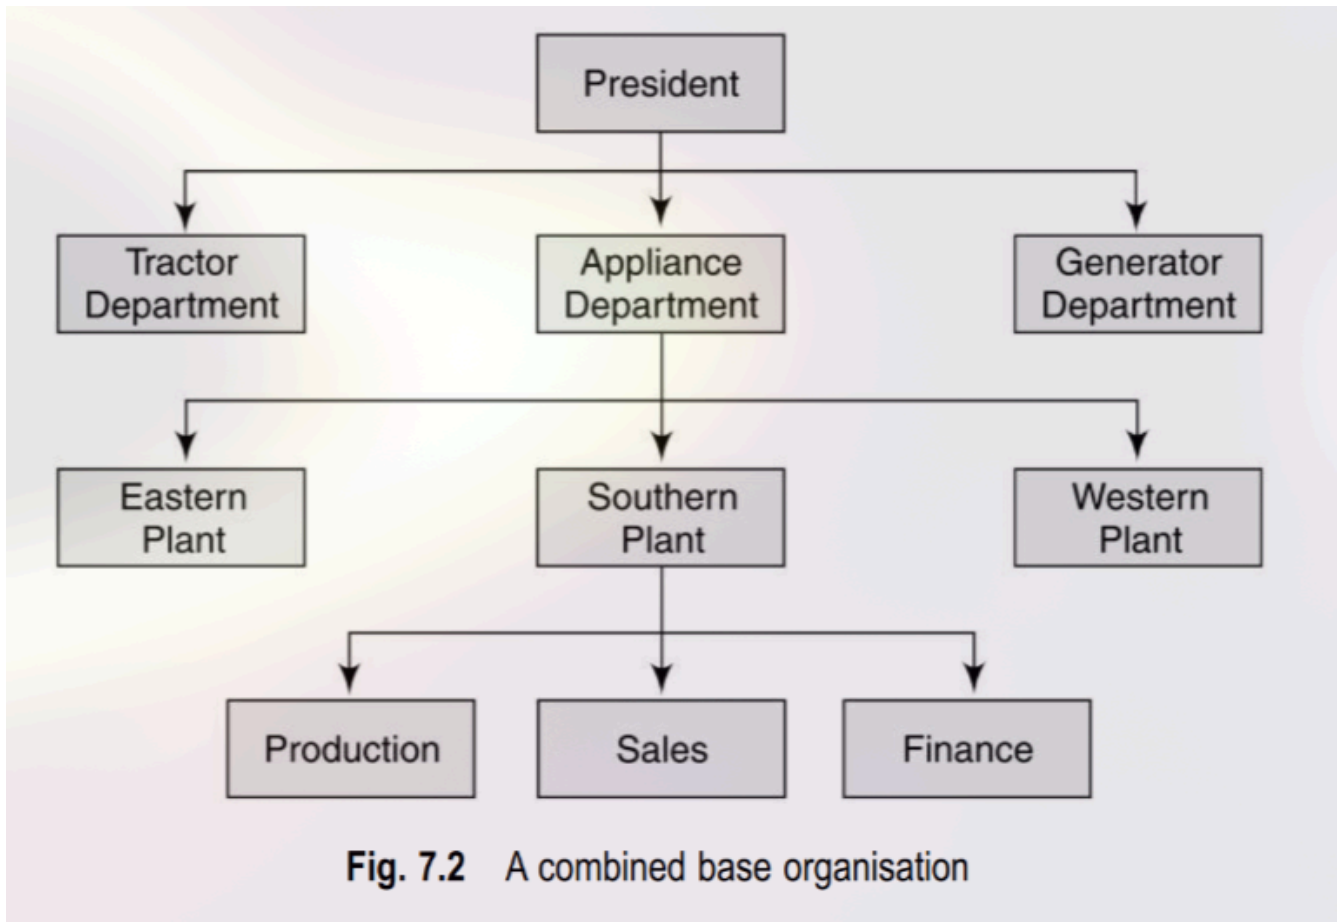 President
Tractor
Department
Appliance
Department
Generator
Department
Eastern
Plant
Southern
Plant
Western
Plant
Production
Sales
Finance
Fig. 7.2 A combined base organisation